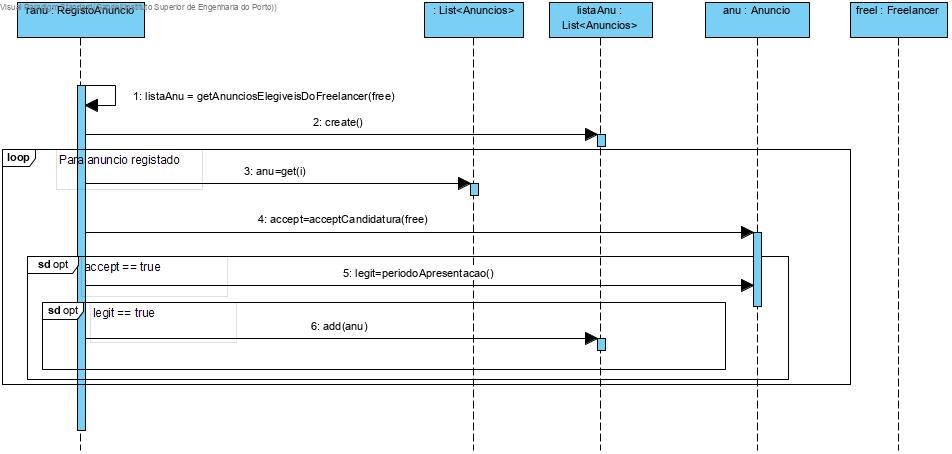 Visual Paradigm Standard(Instituto Superior de Engenharia do Porto))
ranu : RegistoAnuncio
: List<Anuncios>
listaAnu :
List<Anuncios>
anu : Anuncio
freel : Freelancer
1: listaAnu = getAnunciosElegiveisDoFreelancer(free)
2: create()
loop
Para anuncio registado
3: anu=get(i)
4: accept=acceptCandidatura(free)
sd opt
accept == true
5: legit=periodoApresentacao()
sd opt
legit == true
6: add(anu)